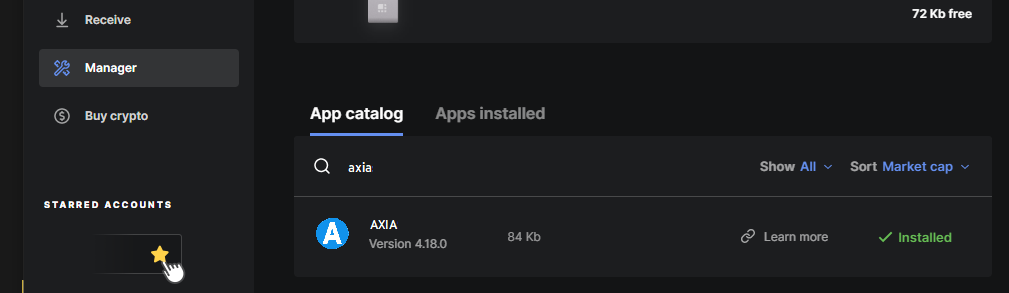 Receive
72 Kb free
Manager
Buy crypto
App catalog Apps installed
axia
Show All Sort Market cap
STARRED ACCOUNTS
A AXIA
Version 4.18.0 84 Kb Learn more Installed